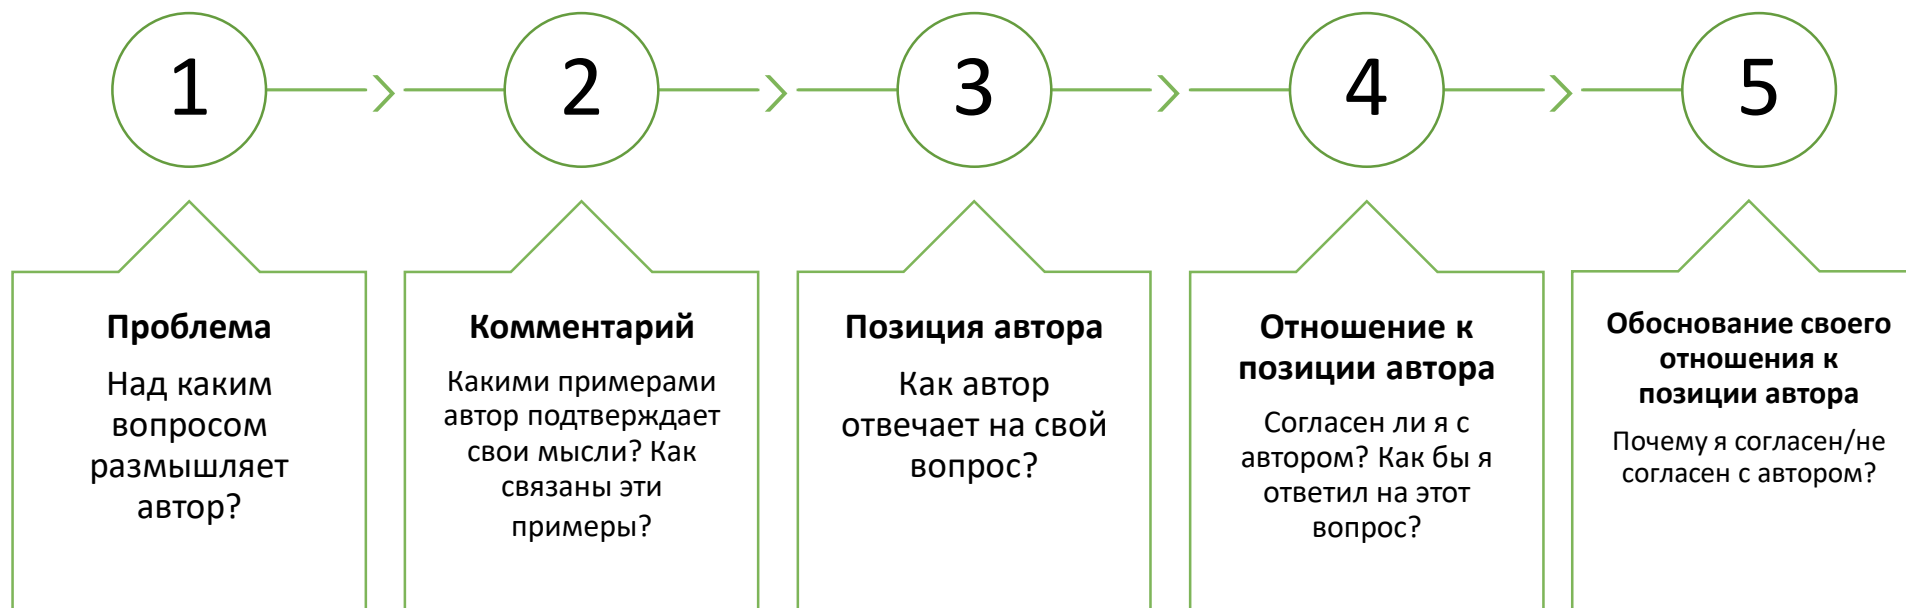 1
2
3
4
5
Проблема
Над каким
вопросом
размышляет
автор?
Комментарий
Какими примерами
автор подтверждает
свои мысли? Как
связаны эти
примеры?
Позиция автора
Как автор
отвечает на свой
вопрос?
Отношение к
позиции автора
Согласен ли я с
автором? Как бы я
ответил на этот
вопрос?
Обоснование своего
отношения к
позиции автора
Почему я согласен/не
согласен с автором?